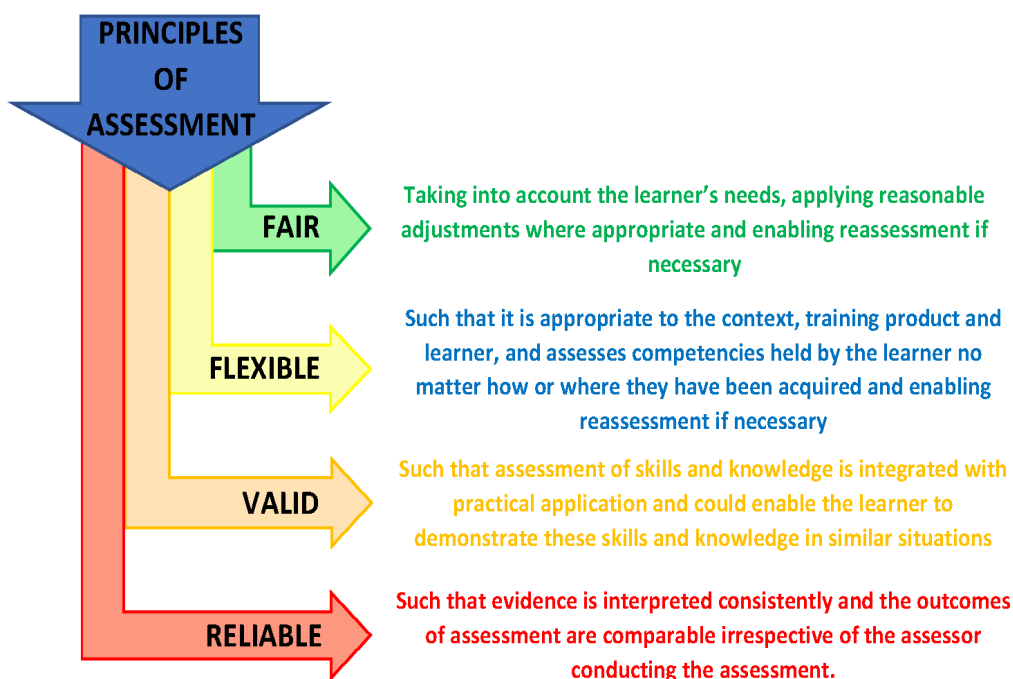 PRINCIPLES
OF
ASSESSMENT
FAIR
Taking into account the learner’s needs, applying reasonable
adjustments where appropriate and enabling reassessment if
necessary
FLEXIBLE
Such that it is appropriate to the context, training product and
learner, and assesses competencies held by the learner no
matter how or where they have been acquired and enabling
reassessment if necessary
VALID
Such that assessment of skills and knowledge is integrated with
practical application and could enable the learner to
demonstrate these skills and knowledge in similar situations
RELIABLE
Such that evidence is interpreted consistently and the outcomes
of assessment are comparable irrespective of the assessor
conducting the assessment.